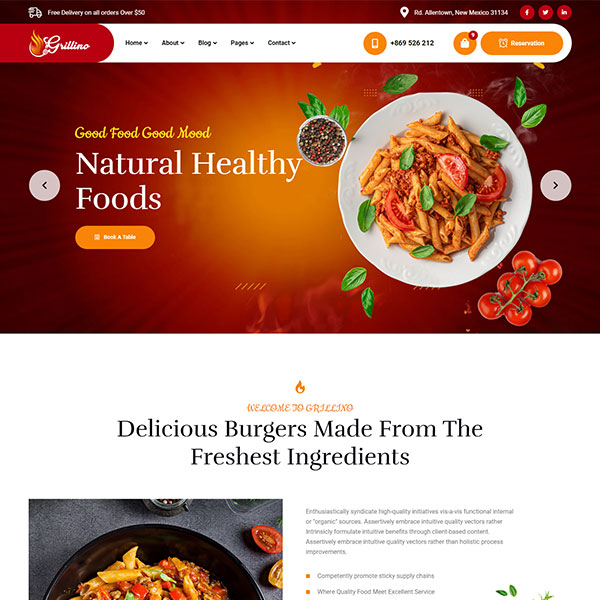 Free Delivery on all orders Over $50
Rd. Allentown, New Mexico 31134
Grillino
Home
About
Blog
Pages
Contact
+869 526 212
9
Reservation
Good Food Good Mood
Natural Healthy
Foods
Book A Table
WELCOME TO GRILLINO
Delicious Burgers Made From The
Freshest Ingredients
Enthusiastically syndicate high-quality initiatives vis-a-vis functional internal
or "organic" sources. Assertively embrace intuitive quality vectors rather
Intrinsicly formulate intuitive benefits through client-based content.
Assertively embrace intuitive quality vectors rather than holistic process
improvements.
Competently promote sticky supply chains
Where Quality Food Meet Excellent Service